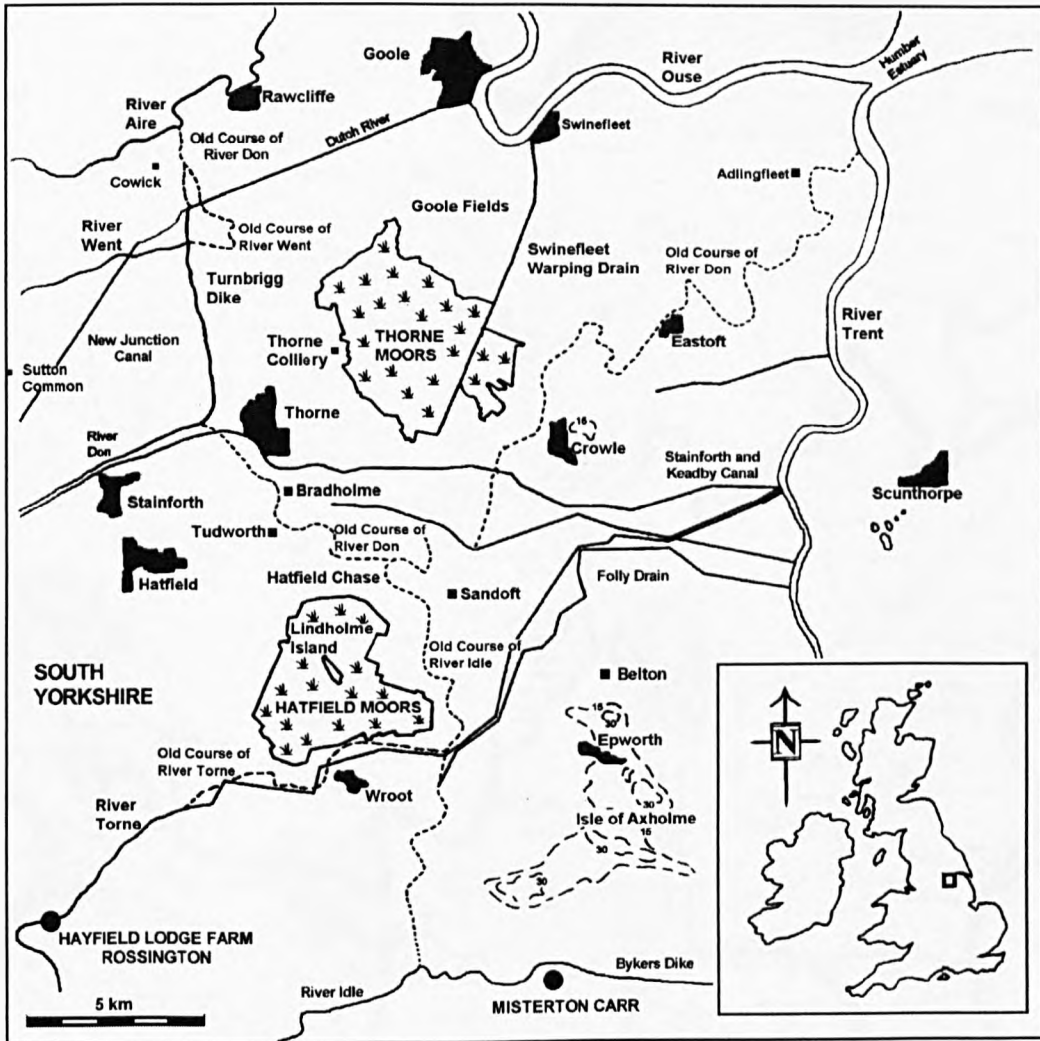 Goole
River
Ouse
Humber
Estuary
Rawcliffe
River
Aire
Old Course of
River Don
Dutch River
Swinefleet
Cowick
Adlingfleet
Goole Fields
River
Went
Old Course of
River Went
Swinefleet
Warping Drain
Old Course of
River Don
Turnbrigg
Dike
River
Trent
New Junction
Canal
Thorne
Colliery
THORNE
MOORS
Eastoft
Sutton
Common
Thorne
15
Crowle
River
Don
Stainforth and
Keadby Canal
Scunthorpe
Stainforth
Bradholme
Tudworth
Old Course of
River Don
Hatfield
Hatfield Chase
Sandoft
Folly Drain
Lindholme
Island
Old Course of
River Idle
SOUTH
YORKSHIRE
HATFIELD MOORS
Belton
15
30
Epworth
Old Course of
River Torne
Wroot
River
Torne
30
Isle of Axholme
15
30
30
N
HAYFIELD LODGE FARM
ROSSINGTON
Bykers Dike
River Idle
MISTERTON CARR
5 km